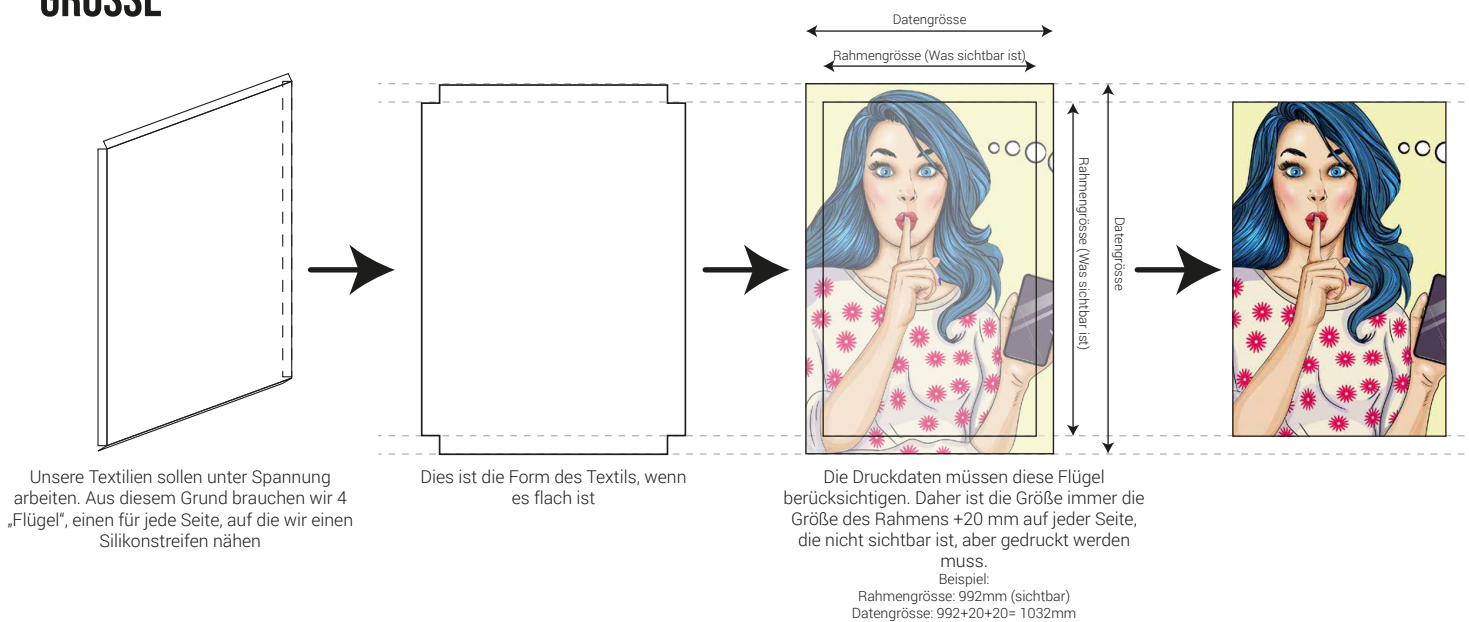 GRÖSSE
Datengrösse
Rahmengrösse (Was sichtbar ist)
Rahmengrösse (Was sichtbar ist)
Datengrösse
Unsere Textilien sollen unter Spannung
arbeiten. Aus diesem Grund brauchen wir 4
„Flügel“, einen für jede Seite, auf die wir einen
Silikonstreifen nähen
Dies ist die Form des Textils, wenn
es flach ist
Die Druckdaten müssen diese Flügel
berücksichtigen. Daher ist die Größe immer die
Größe des Rahmens +20 mm auf jeder Seite,
die nicht sichtbar ist, aber gedruckt werden
muss.
Beispiel:
Rahmengrösse: 992mm (sichtbar)
Datengrösse: 992+20+20= 1032mm